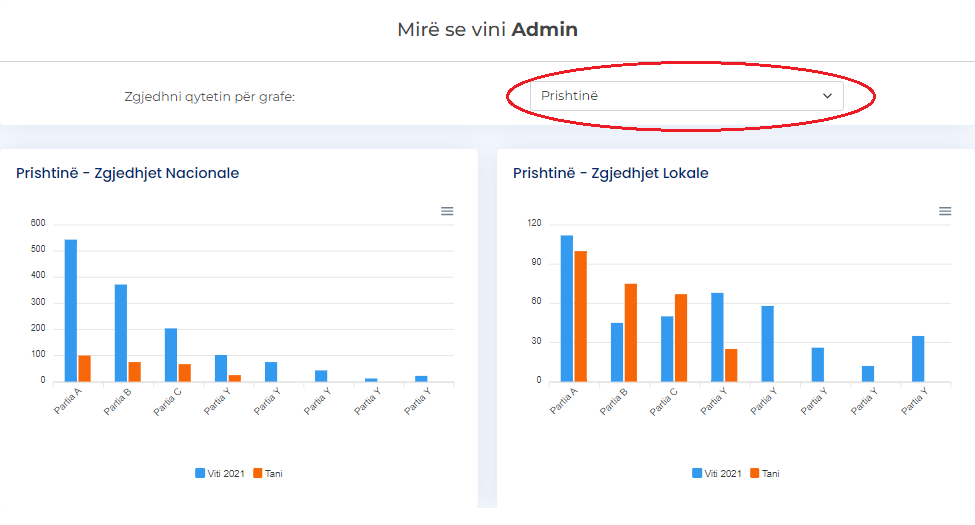 Mirë se vini Admin
Zgjedhni qytetin për grafe:
Prishtinë
Prishtinë - Zgjedhjet Nacionale
600
500
400
300
200
100
0
Partia A
Partia B
Partia C
Partia Y
Partia Y
Partia Y
Partia Y
Partia Y
Viti 2021 Tani
Prishtinë - Zgjedhjet Lokale
120
90
60
30
0
Partia A
Partia B
Partia C
Partia Y
Partia Y
Partia Y
Partia Y
Partia Y
Viti 2021 Tani